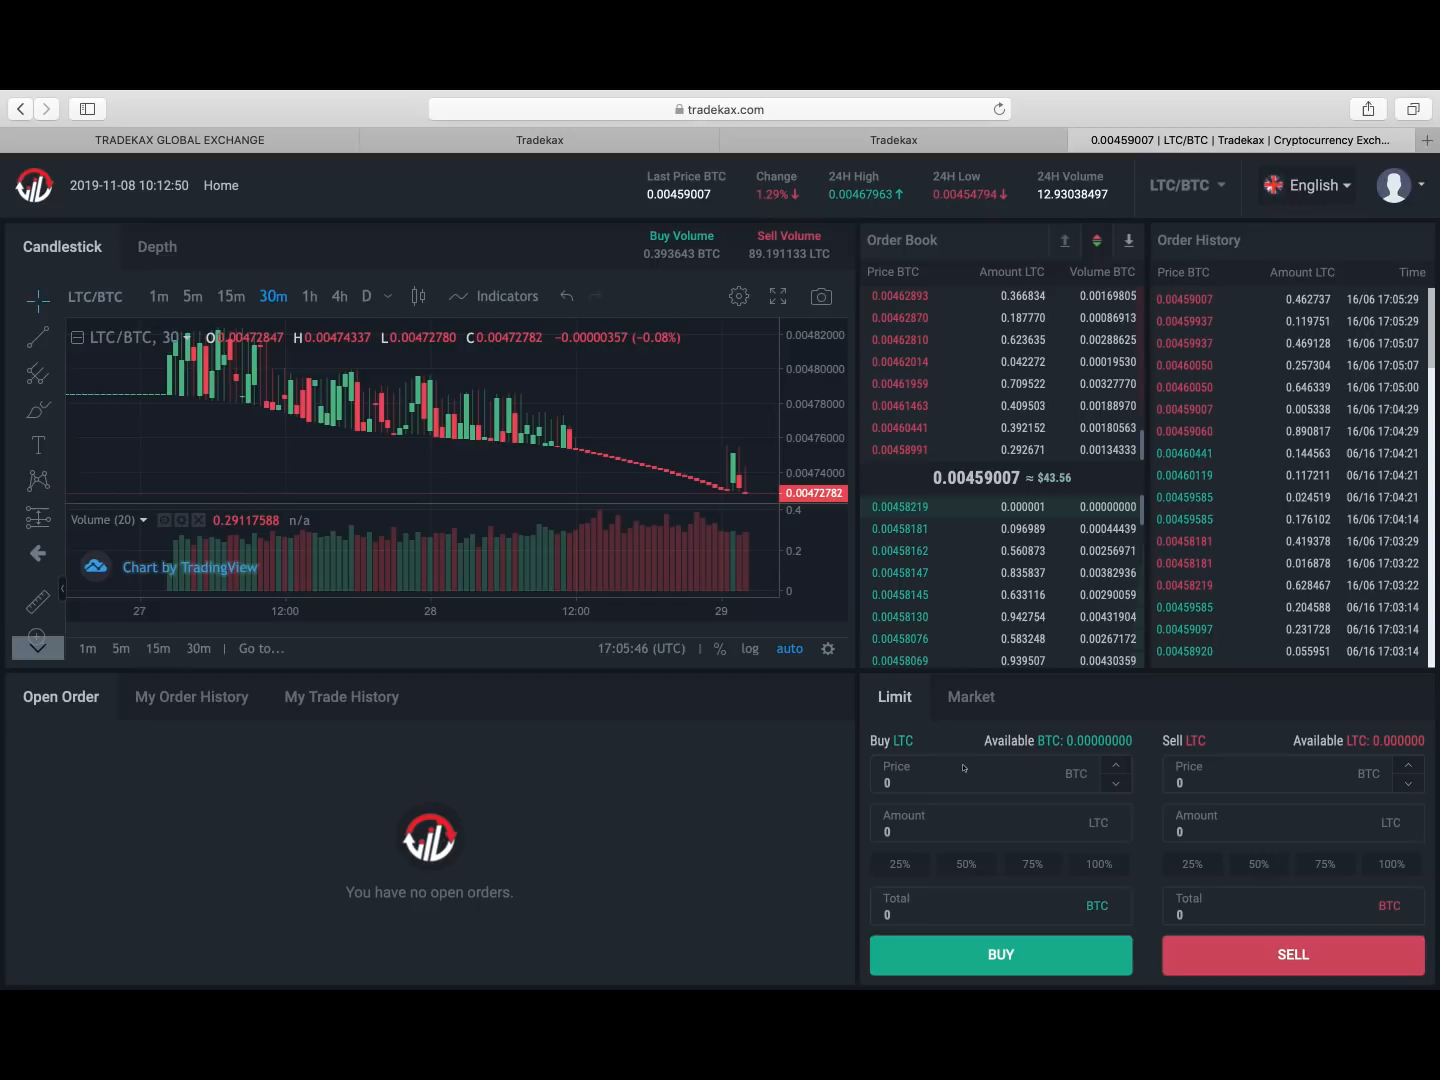 tradekax.com
TRADEKAX GLOBAL EXCHANGE
Tradekax
Tradekax
0.00459007 | LTC/BTC | Tradekax | Cryptocurrency Exch...
2019-11-08 10:12:50 Home
Last Price BTC
0.00459007
Change
1.29%
24H High
0.00467963
24H Low
0.00454794
24H Volume
12.93038497
LTC/BTC
English
Candlestick
Depth
Buy Volume
0.393643 BTC
Sell Volume
89.191133 LTC
LTC/BTC 1m 5m 15m 30m 1h 4h D Indicators
LTC/BTC, 30 O0.00472847 H0.00474337 L0.00472780 C0.00472782 −0.00000357 (−0.08%)
0.00482000
0.00480000
0.00478000
0.00476000
0.00474000
0.00472782
Volume (20) 0.29117588 n/a
0.4
0.2
0
Chart by TradingView
27 12:00 28 12:00 29
1m 5m 15m 30m Go to... 17:05:46 (UTC) % log auto
Order Book
Price BTC Amount LTC Volume BTC
0.00462893 0.366834 0.00169805
0.00462870 0.187770 0.00086913
0.00462810 0.623635 0.00288625
0.00462014 0.042272 0.00019530
0.00461959 0.709522 0.00327770
0.00461463 0.409503 0.00188970
0.00460441 0.392152 0.00180563
0.00458991 0.292671 0.00134333
0.00459007 ≈ $43.56
0.00458219 0.000001 0.00000000
0.00458181 0.096989 0.00044439
0.00458162 0.560873 0.00256971
0.00458147 0.835837 0.00382936
0.00458145 0.633116 0.00290059
0.00458130 0.942754 0.00431904
0.00458076 0.583248 0.00267172
0.00458069 0.939507 0.00430359
Order History
Price BTC Amount LTC Time
0.00459007 0.462737 16/06 17:05:29
0.00459937 0.119751 16/06 17:05:29
0.00459937 0.469128 16/06 17:05:07
0.00460050 0.257304 16/06 17:05:07
0.00460050 0.646339 16/06 17:05:00
0.00459007 0.005338 16/06 17:04:29
0.00459060 0.890817 16/06 17:04:29
0.00460441 0.144563 06/16 17:04:21
0.00460119 0.117211 06/16 17:04:21
0.00459585 0.024519 06/16 17:04:21
0.00459585 0.176102 06/16 17:04:14
0.00458181 0.419378 16/06 17:03:29
0.00458181 0.016878 16/06 17:03:22
0.00458219 0.628467 16/06 17:03:22
0.00459585 0.204588 06/16 17:03:14
0.00459097 0.231728 06/16 17:03:14
0.00458920 0.055951 06/16 17:03:14
Open Order My Order History My Trade History
You have no open orders.
Limit Market
Buy LTC Available BTC: 0.00000000
Price
0 BTC
Amount
0 LTC
25% 50% 75% 100%
Total
0 BTC
BUY
Sell LTC Available LTC: 0.000000
Price
0 BTC
Amount
0 LTC
25% 50% 75% 100%
Total
0 BTC
SELL